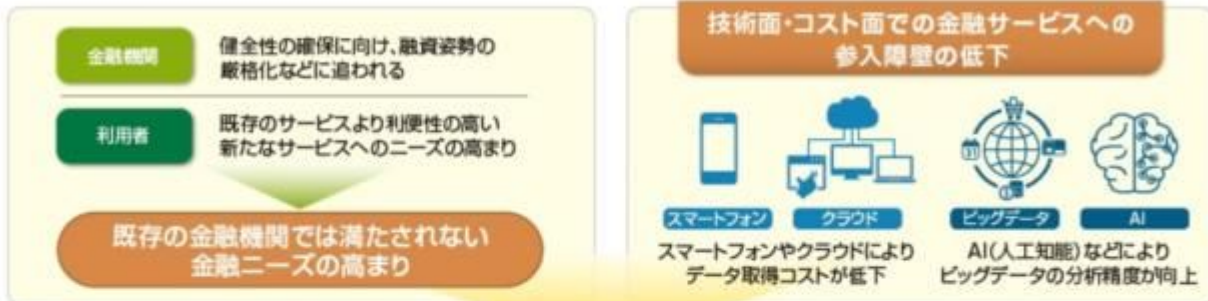 金融機関
健全性の確保に向け、融資姿勢の
厳格化などに追われる
利用者
既存のサービスより利便性の高い
新たなサービスへのニーズの高まり
既存の金融機関では満たされない
金融ニーズの高まり
技術面・コスト面での金融サービスへの
参入障壁の低下
スマートフォン
クラウド
ビッグデータ
AI
スマートフォンやクラウドにより
データ取得コストが低下
AI(人工知能)などにより
ビッグデータの分析精度が向上